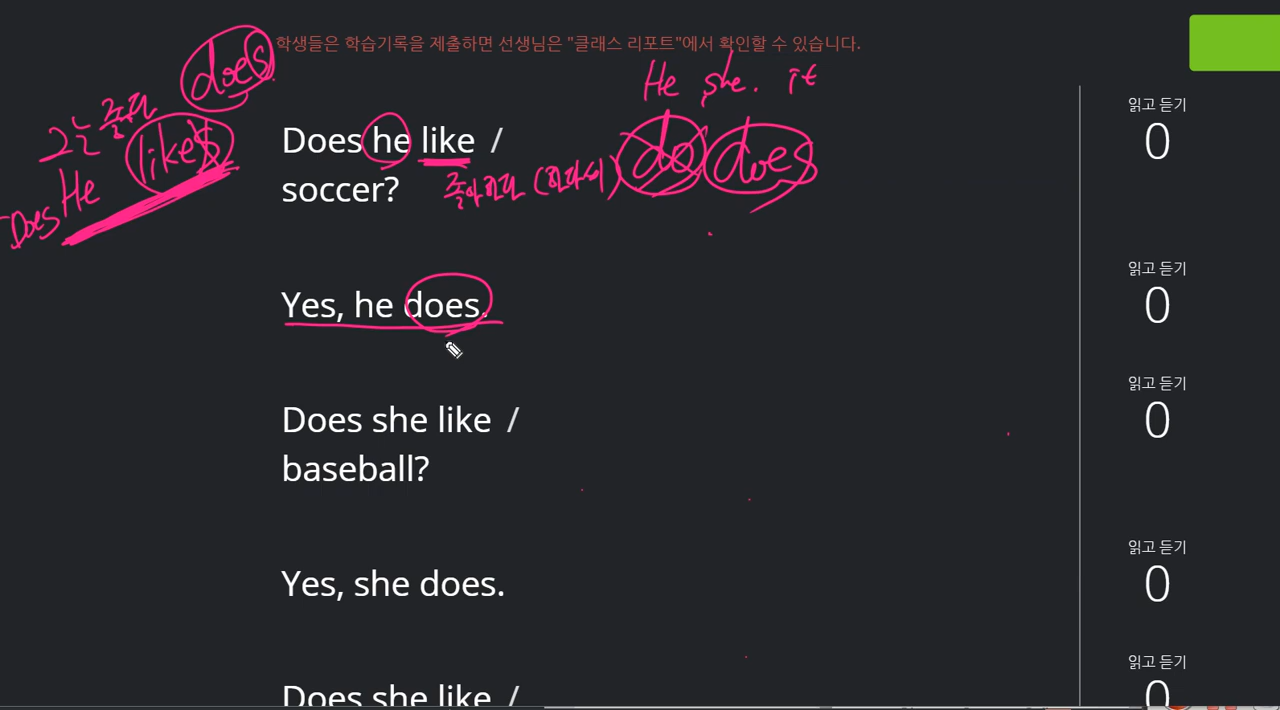 학생들은 학습기록을 제출하면 선생님은 "클래스 리포트"에서 확인할 수 있습니다.
does
He she. it
그는 좋다
likes
He
Does
Does he like /
soccer?
좋아한다 (하다씨)
do does
읽고 듣기
0
Yes, he does.
읽고 듣기
0
Does she like /
baseball?
읽고 듣기
0
Yes, she does.
읽고 듣기
0
Does she like /
읽고 듣기
0